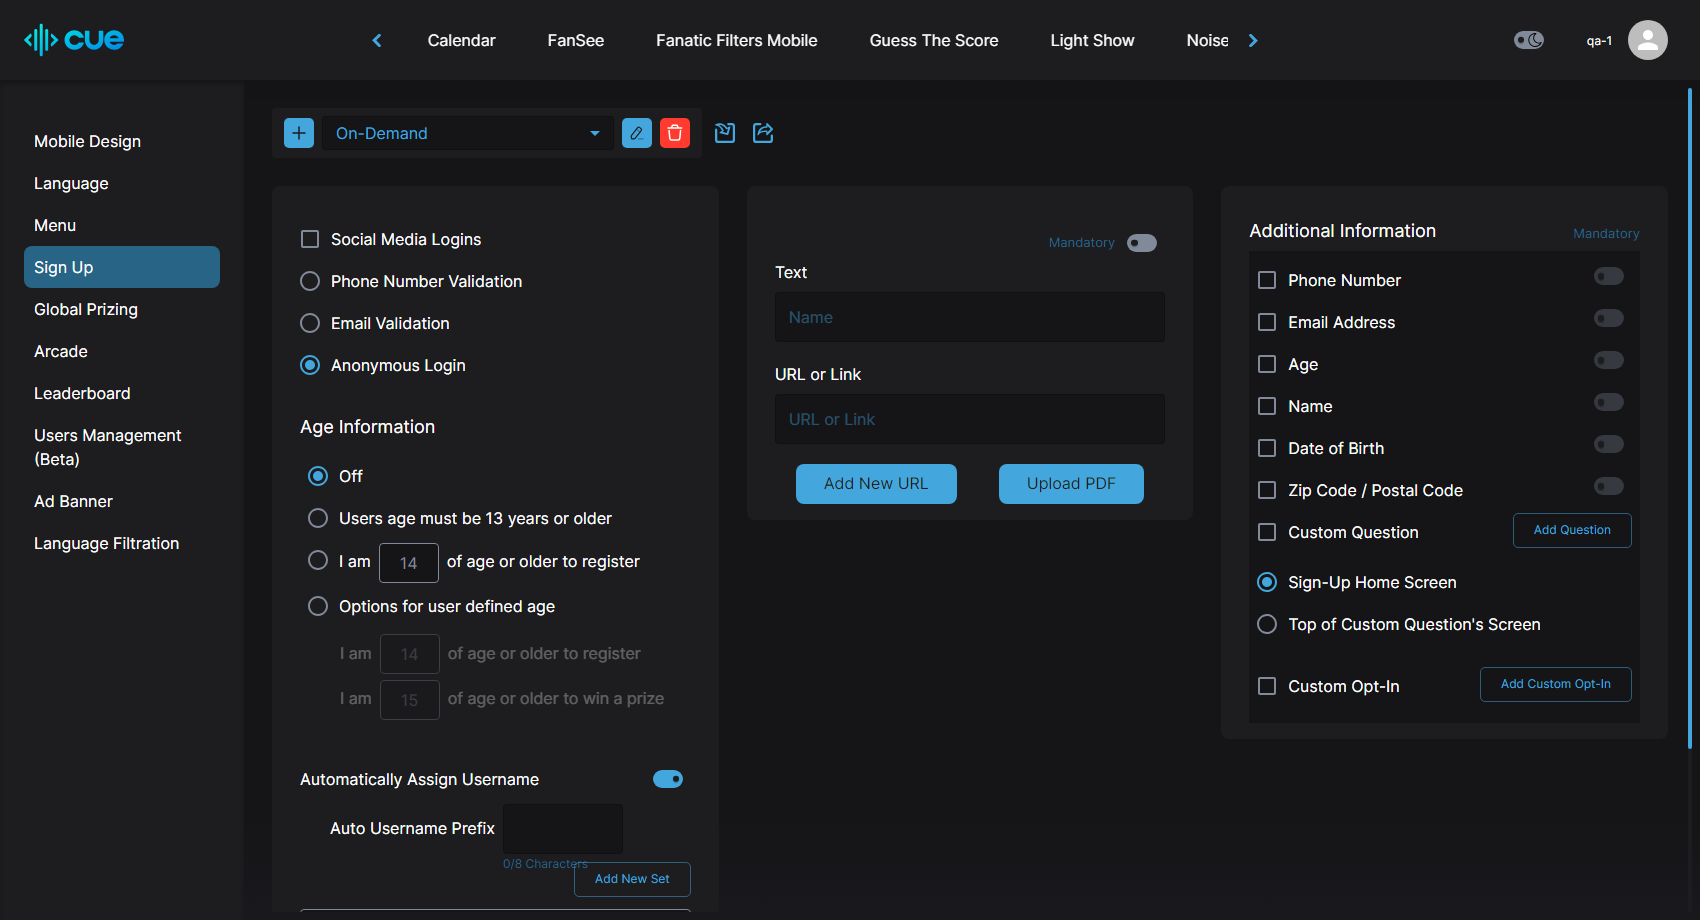 cue
Calendar
FanSee
Fanatic Filters Mobile
Guess The Score
Light Show
Noise
qa-1
Mobile Design
Language
Menu
Sign Up
Global Prizing
Arcade
Leaderboard
Users Management
(Beta)
Ad Banner
Language Filtration
On-Demand
Social Media Logins
Phone Number Validation
Email Validation
Anonymous Login
Age Information
Off
Users age must be 13 years or older
I am 14 of age or older to register
Options for user defined age
I am 14 of age or older to register
I am 15 of age or older to win a prize
Automatically Assign Username
Auto Username Prefix
0/8 Characters
Add New Set
Mandatory
Text
Name
URL or Link
URL or Link
Add New URL
Upload PDF
Additional Information
Mandatory
Phone Number
Email Address
Age
Name
Date of Birth
Zip Code / Postal Code
Custom Question
Add Question
Sign-Up Home Screen
Top of Custom Question's Screen
Custom Opt-In
Add Custom Opt-In